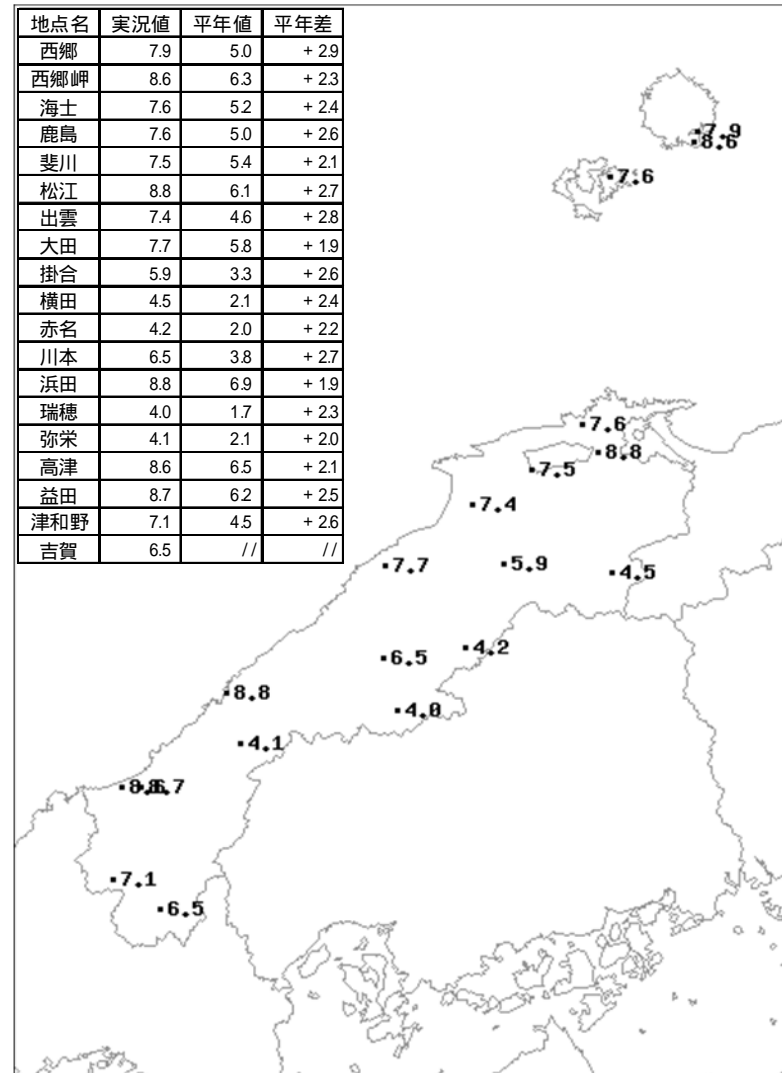 地点名 実況値 平年値 平年差
西郷 7.9 5.0 +2.9
西郷岬 8.6 6.3 +2.3
海士 7.6 5.2 +2.4
鹿島 7.6 5.0 +2.6
斐川 7.5 5.4 +2.1
松江 8.8 6.1 +2.7
出雲 7.4 4.6 +2.8
大田 7.7 5.8 +1.9
掛合 5.9 3.3 +2.6
横田 4.5 2.1 +2.4
赤名 4.2 2.0 +2.2
川本 6.5 3.8 +2.7
浜田 8.8 6.9 +1.9
瑞穂 4.0 1.7 +2.3
弥栄 4.1 2.1 +2.0
高津 8.6 6.5 +2.1
益田 8.7 6.2 +2.5
津和野 7.1 4.5 +2.6
吉賀 6.5 // //
7.9
8.6
7.6
7.6
8.8
7.5
7.4
7.7
5.9
4.5
4.2
6.5
8.8
4.0
4.1
7.1
6.5